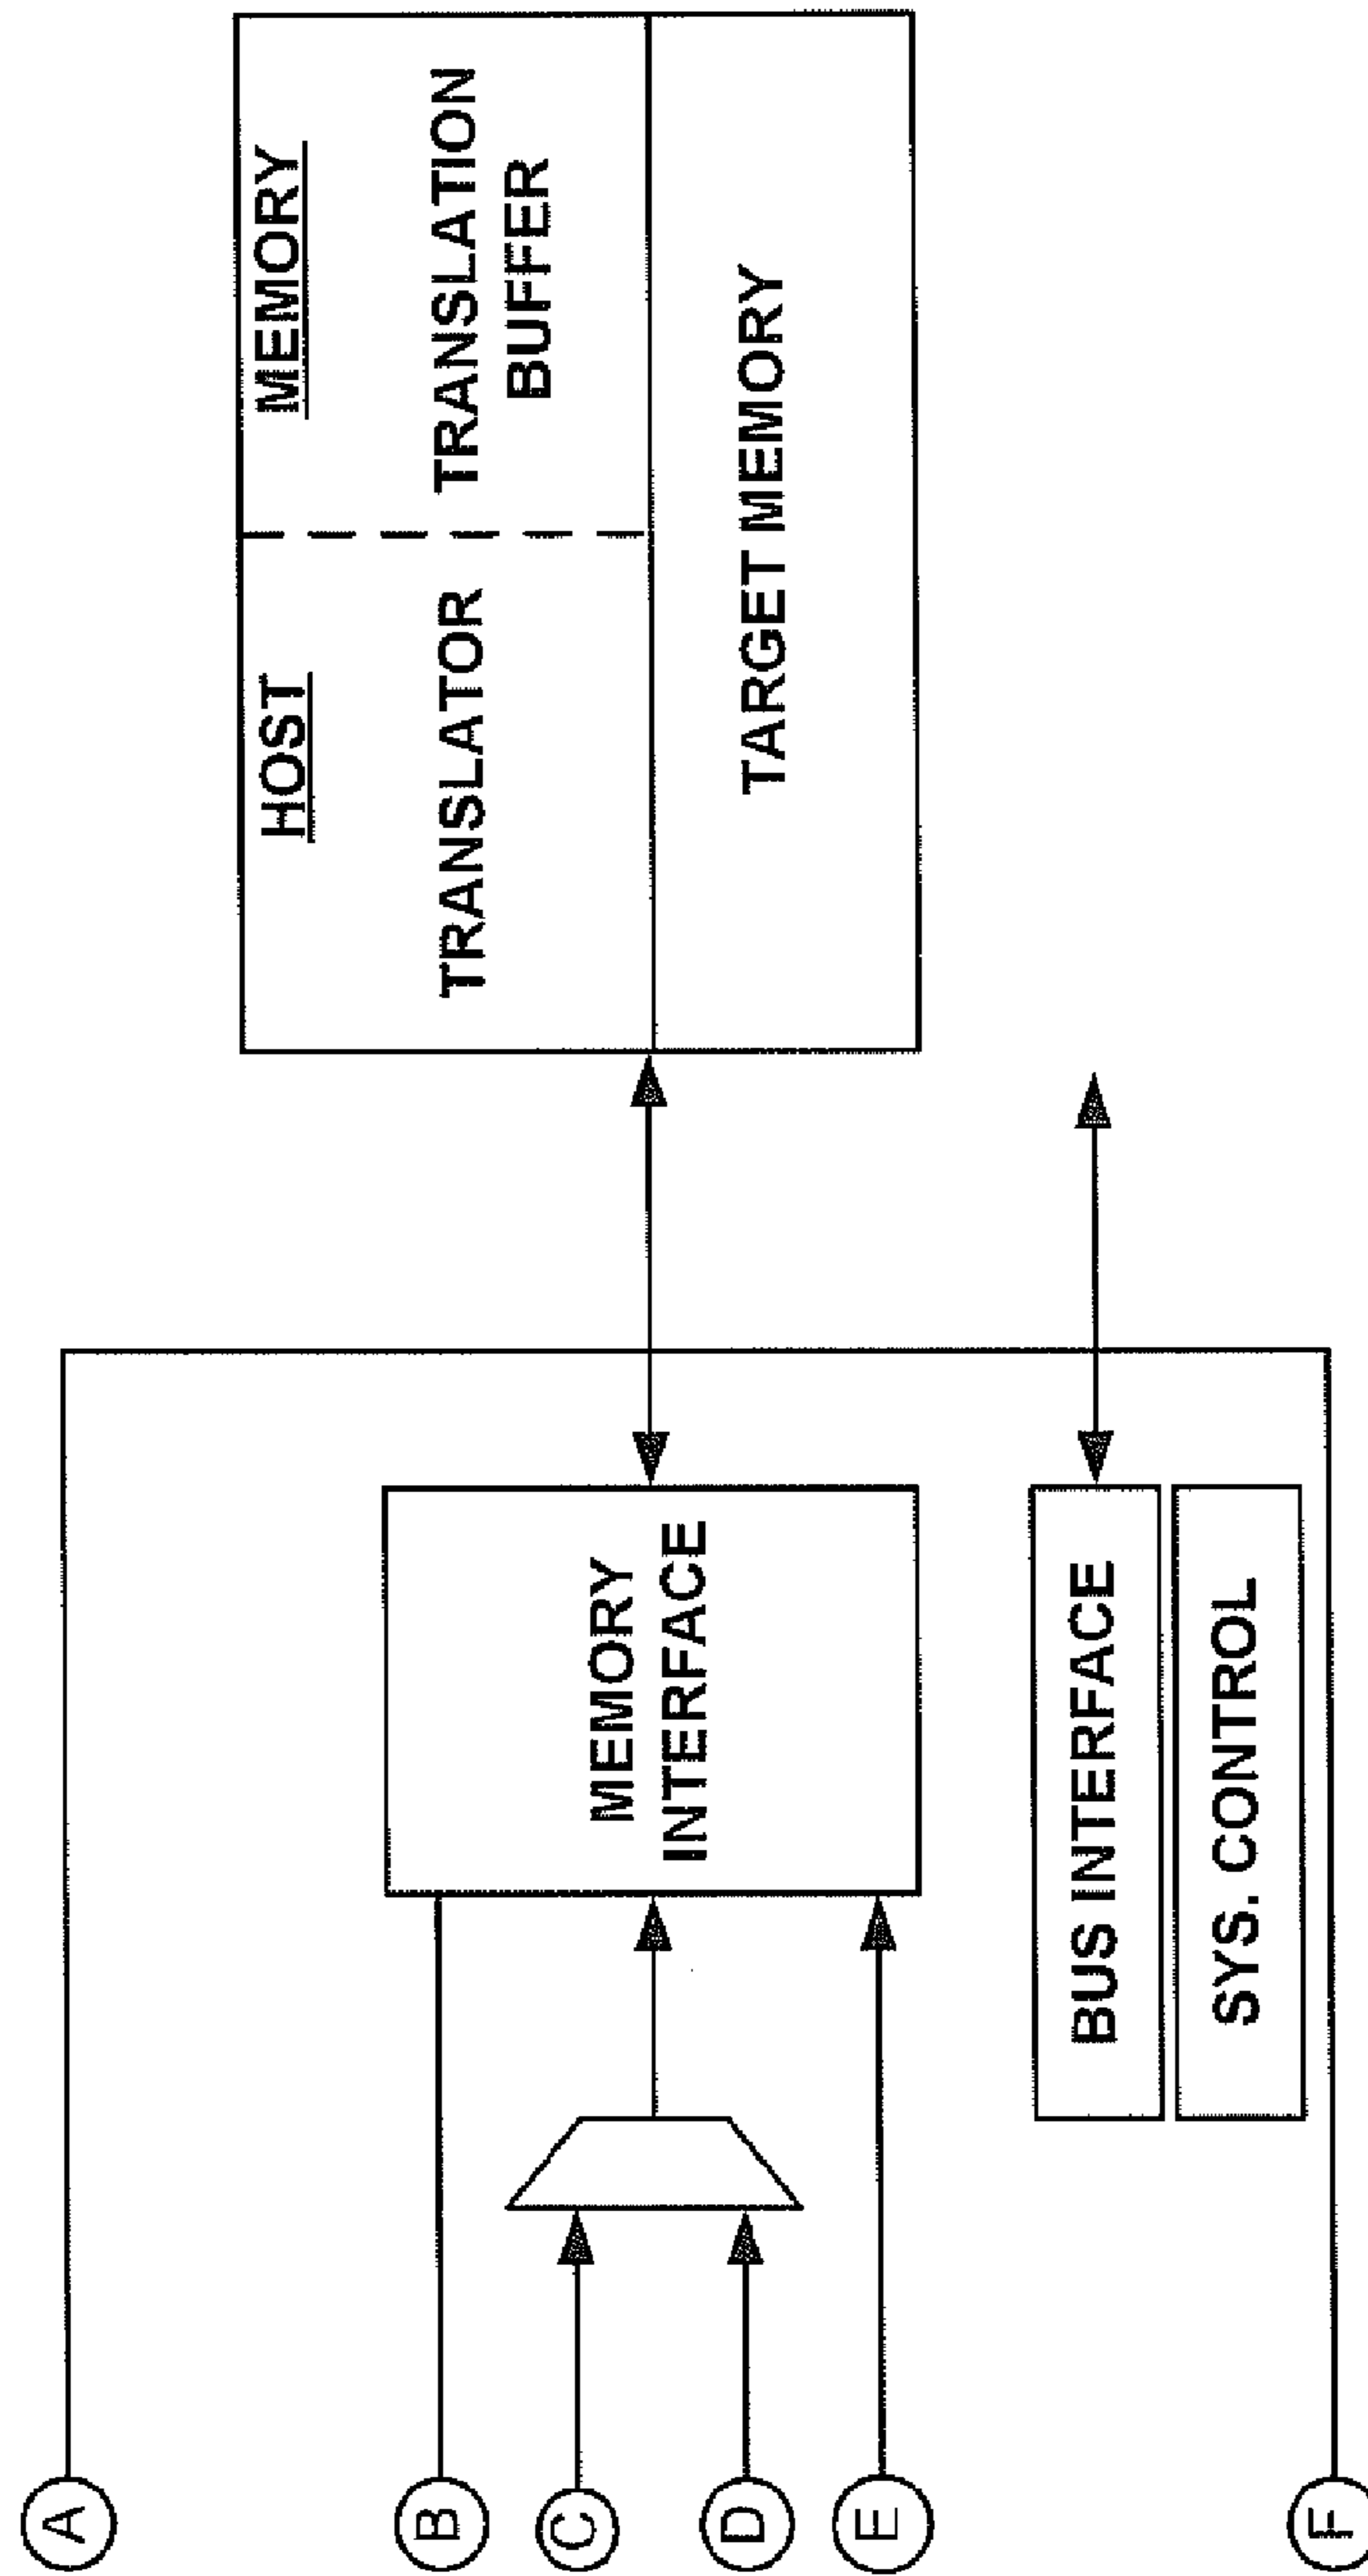 A
B
C
D
E
F
MEMORY
INTERFACE
BUS INTERFACE
SYS. CONTROL
HOST
MEMORY
TRANSLATOR
TRANSLATION
BUFFER
TARGET MEMORY